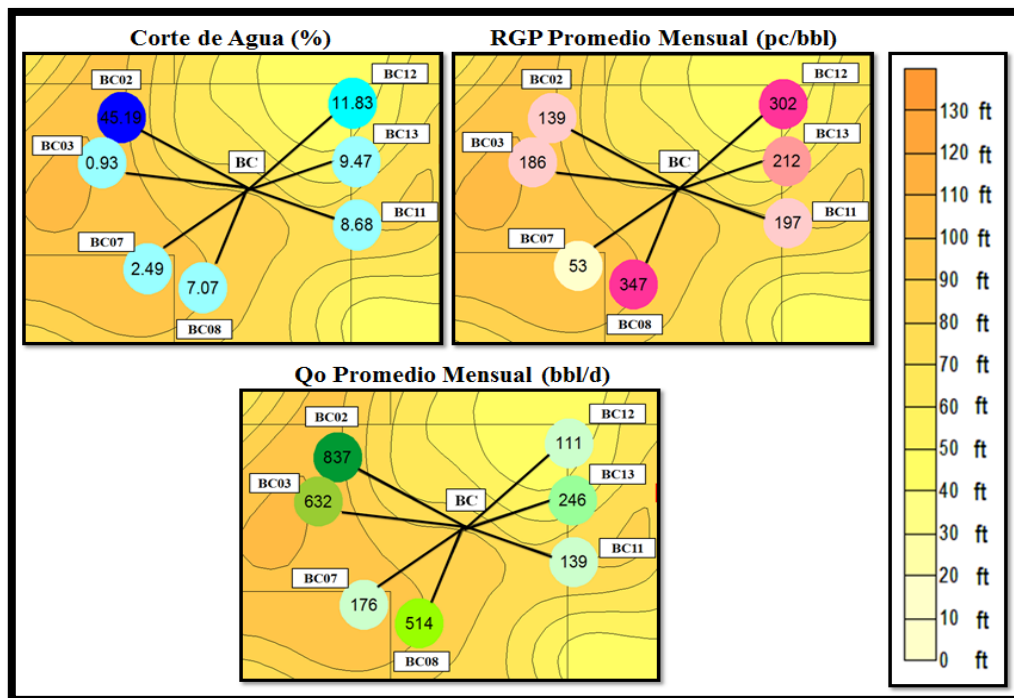 Corte de Agua (%)
BC02
45.19
BC03
0.93
BC
BC12
11.83
BC13
9.47
BC11
8.68
BC07
2.49
7.07
BC08
RGP Promedio Mensual (pc/bbl)
BC02
139
BC03
186
BC
BC12
302
BC13
212
BC11
197
BC07
53
347
BC08
Qo Promedio Mensual (bbl/d)
BC02
837
BC03
632
BC
BC12
111
BC13
246
BC11
139
BC07
176
514
BC08
130 ft
120 ft
110 ft
100 ft
90 ft
80 ft
70 ft
60 ft
50 ft
40 ft
30 ft
20 ft
10 ft
0 ft